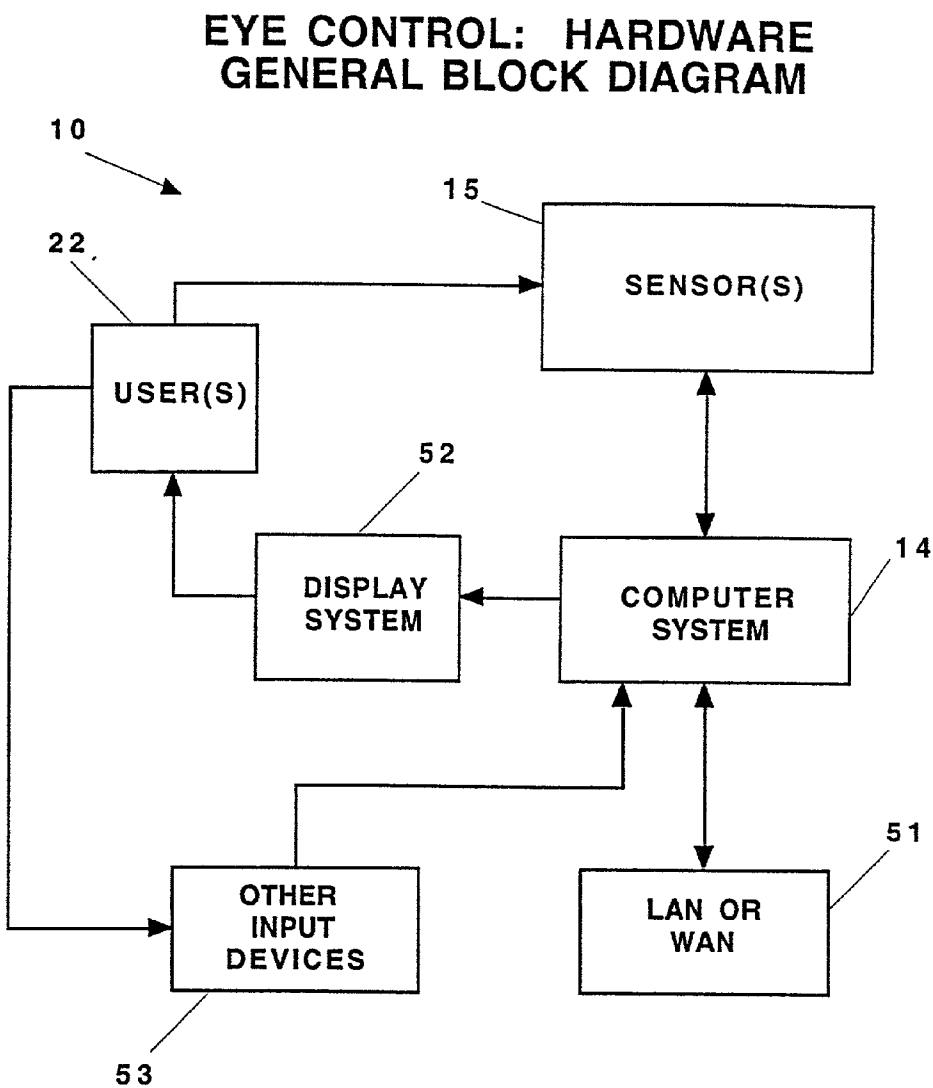 EYE CONTROL: HARDWARE
GENERAL BLOCK DIAGRAM
10
15
22
SENSOR(S)
USER(S)
52
14
DISPLAY
SYSTEM
COMPUTER
SYSTEM
51
OTHER
INPUT
DEVICES
LAN OR
WAN
53